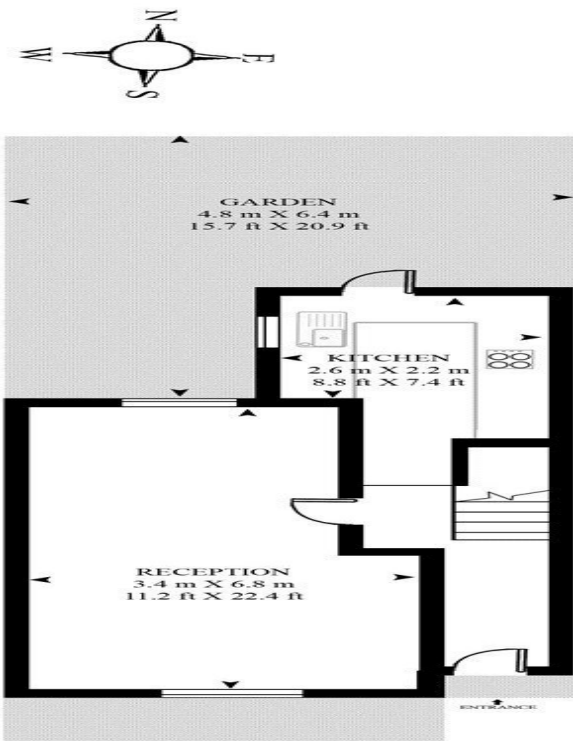 N
W
E
S
GARDEN
4.8 m X 6.4 m
15.7 ft X 20.9 ft
KITCHEN
2.6 m X 2.2 m
8.8 ft X 7.4 ft
RECEPTION
3.4 m X 6.8 m
11.2 ft X 22.4 ft
ENTRANCE